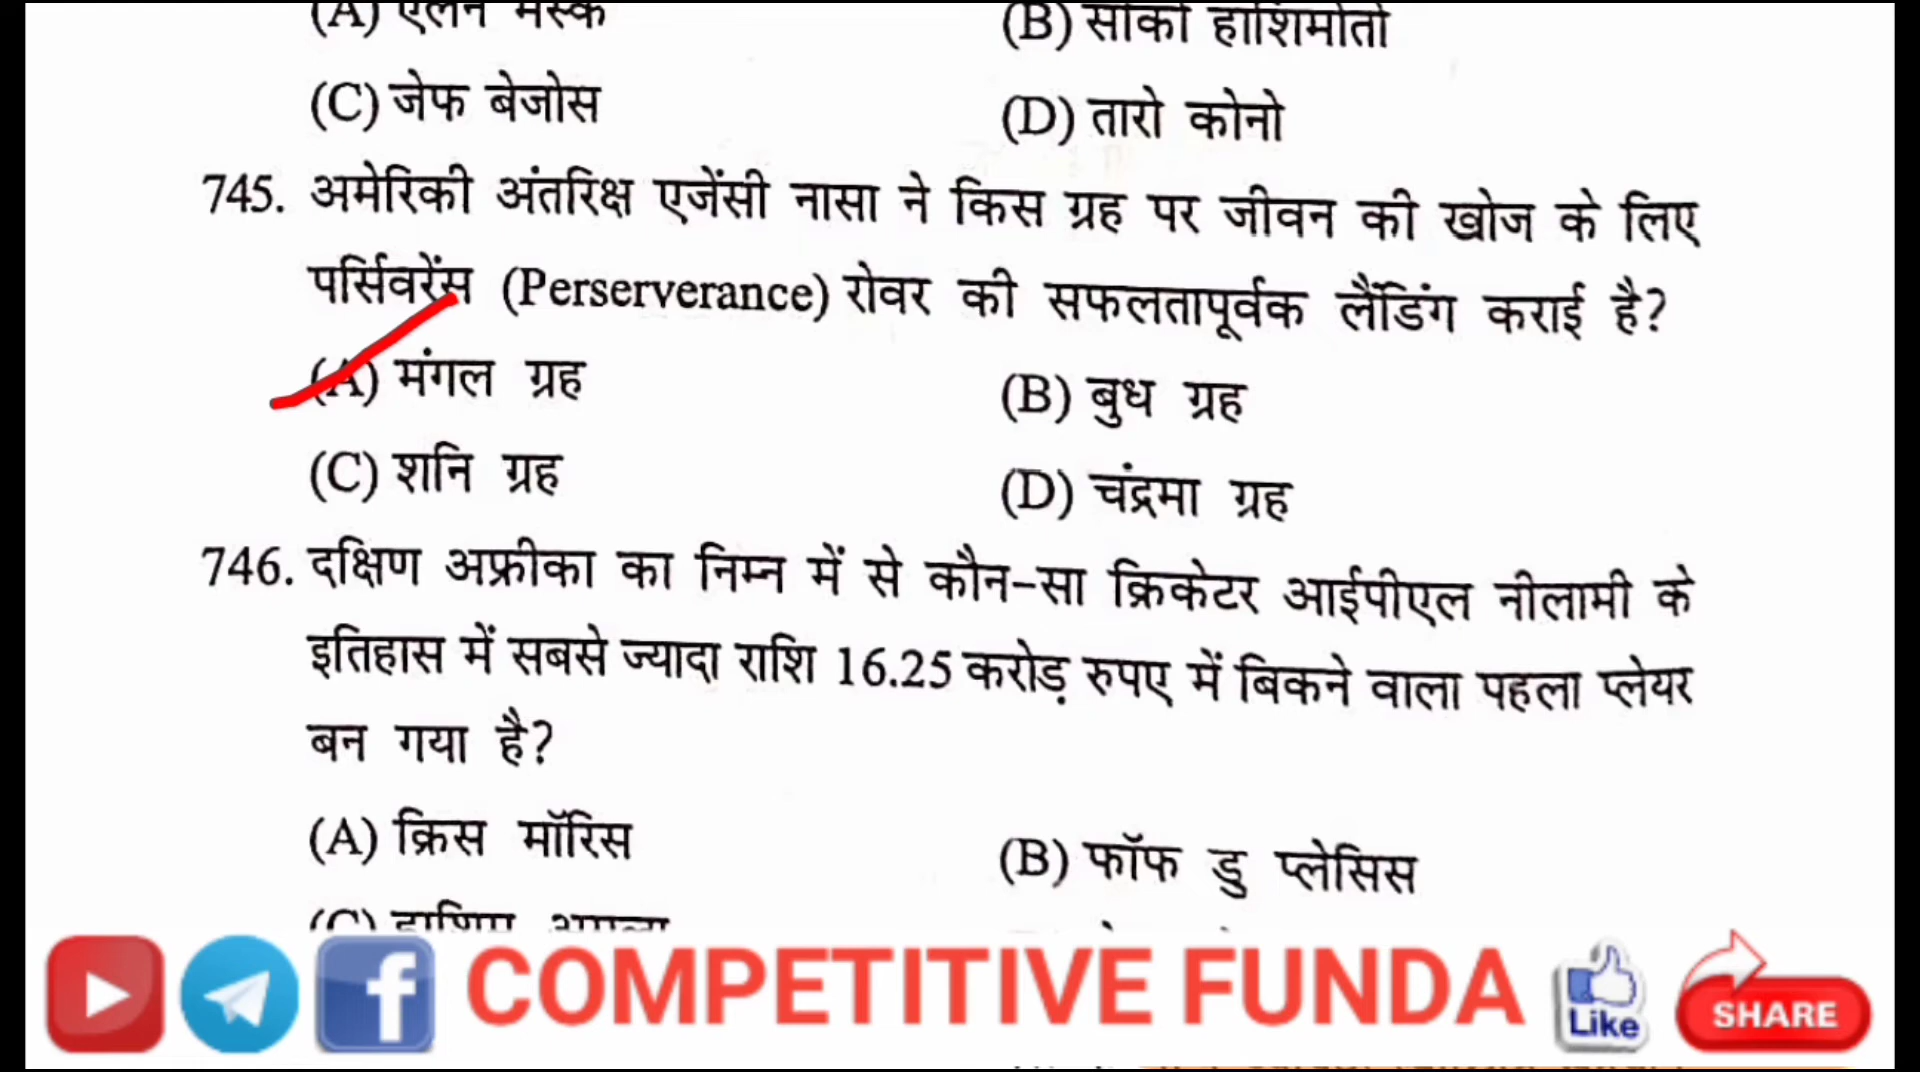 (A) एलन मस्क
(B) सीको हाशिमोतो
(C) जेफ बेजोस
(D) तारो कोनो
745. अमेरिकी अंतरिक्ष एजेंसी नासा ने किस ग्रह पर जीवन की खोज के लिए
पर्सिवरेंस (Perserverance) रोवर की सफलतापूर्वक लैंडिंग कराई है?
(A) मंगल ग्रह
(B) बुध ग्रह
(C) शनि ग्रह
(D) चंद्रमा ग्रह
746. दक्षिण अफ्रीका का निम्न में से कौन-सा क्रिकेटर आईपीएल नीलामी के
इतिहास में सबसे ज्यादा राशि 16.25 करोड़ रुपए में बिकने वाला पहला प्लेयर
बन गया है?
(A) क्रिस मॉरिस
(B) फॉफ डु प्लेसिस
COMPETITIVE FUNDA
Like
SHARE